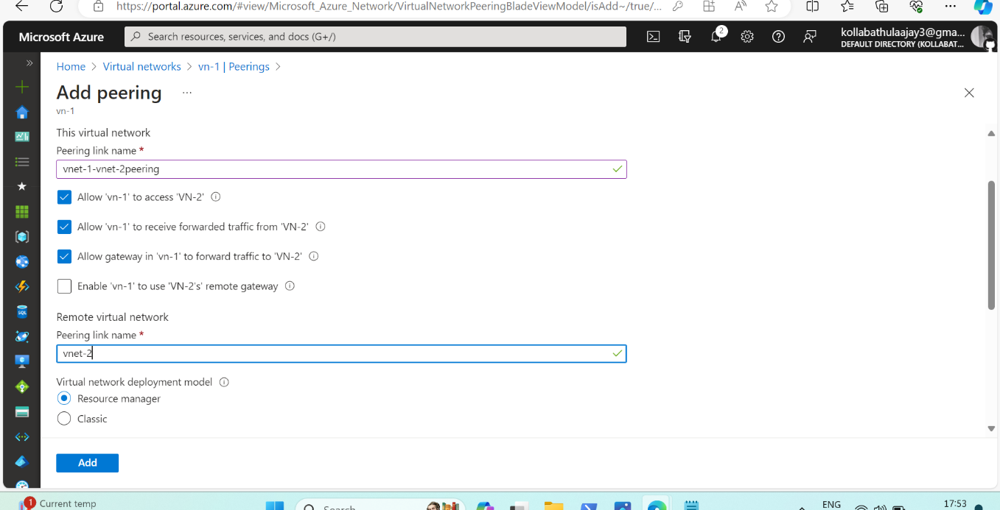 https://portal.azure.com/#view/Microsoft_Azure_Network/VirtualNetworkPeeringBladeViewModel/isAdd~/true/...
Microsoft Azure
Search resources, services, and docs (G+/)
2
kollabathulaajay3@gma...
DEFAULT DIRECTORY (KOLLABAT...
Home > Virtual networks > vn-1 | Peerings >
Add peering ...
vn-1
This virtual network
Peering link name *
vnet-1-vnet-2peering
Allow 'vn-1' to access 'VN-2'
Allow 'vn-1' to receive forwarded traffic from 'VN-2'
Allow gateway in 'vn-1' to forward traffic to 'VN-2'
Enable 'vn-1' to use 'VN-2's' remote gateway
Remote virtual network
Peering link name *
vnet-2
Virtual network deployment model
Resource manager
Classic
SQL
Add
1
Current temp
Search
ENG
17:53